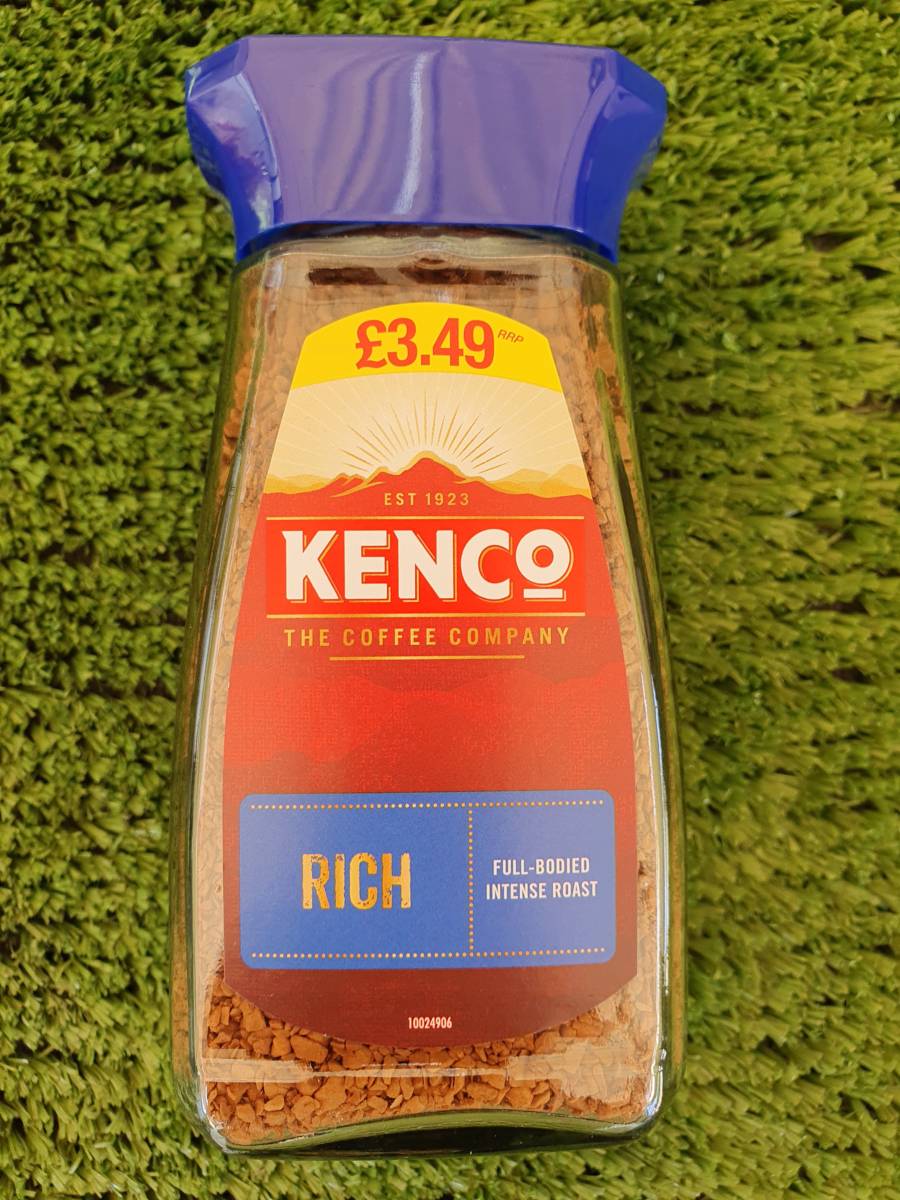 £3.49 RRP
EST 1923
KENCO
THE COFFEE COMPANY
RICH
FULL-BODIED
INTENSE ROAST
10024906